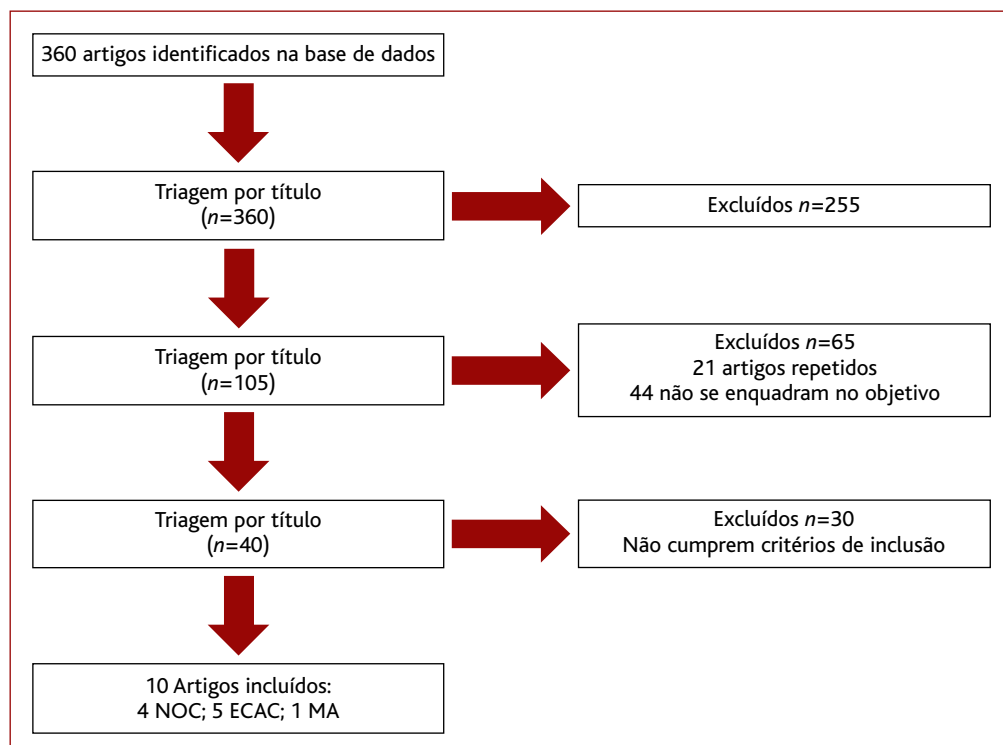 360 artigos identificados na base de dados
Triagem por título
(n=360)
Excluídos n=255
Triagem por título
(n=105)
Excluídos n=65
21 artigos repetidos
44 não se enquadram no objetivo
Triagem por título
(n=40)
Excluídos n=30
Não cumprem critérios de inclusão
10 Artigos incluídos:
4 NOC; 5 ECAC; 1 MA